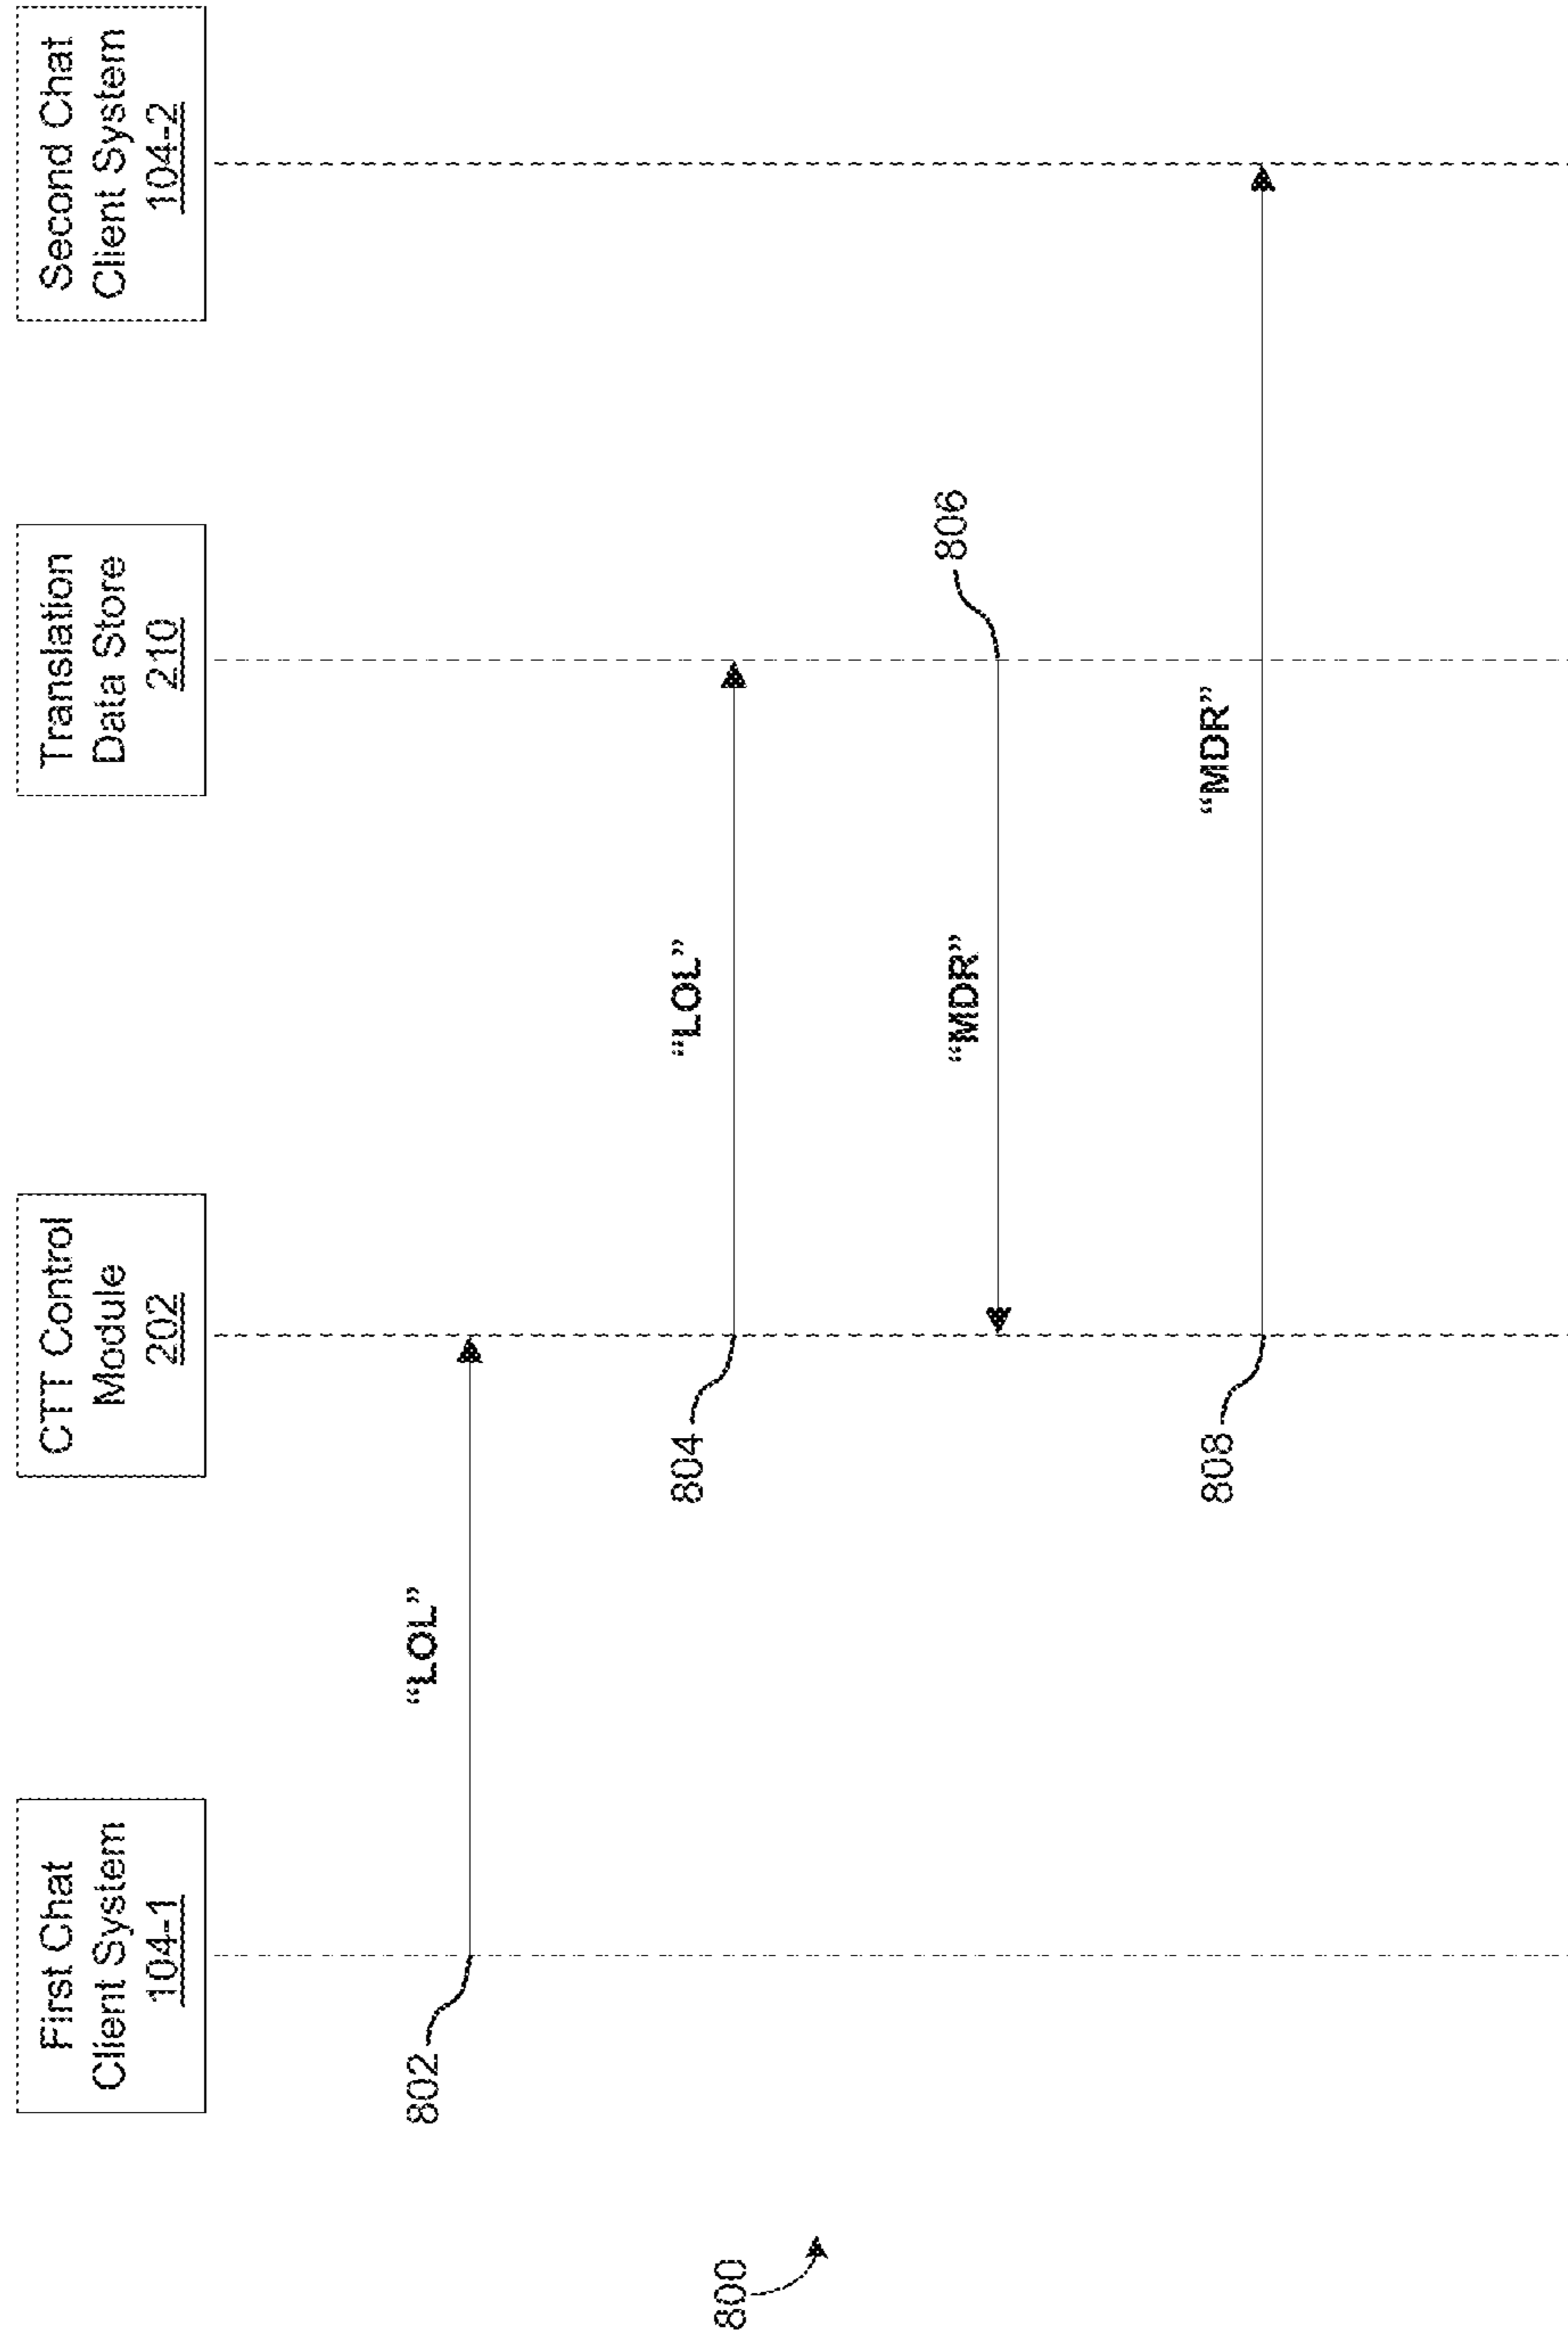 First Chat
Client System
104-1
CTT Control
Module
202
Translation
Data Store
210
Second Chat
Client System
104-2
802
“LOL”
804
“LOL”
“MDR”
806
808
“MDR”
800